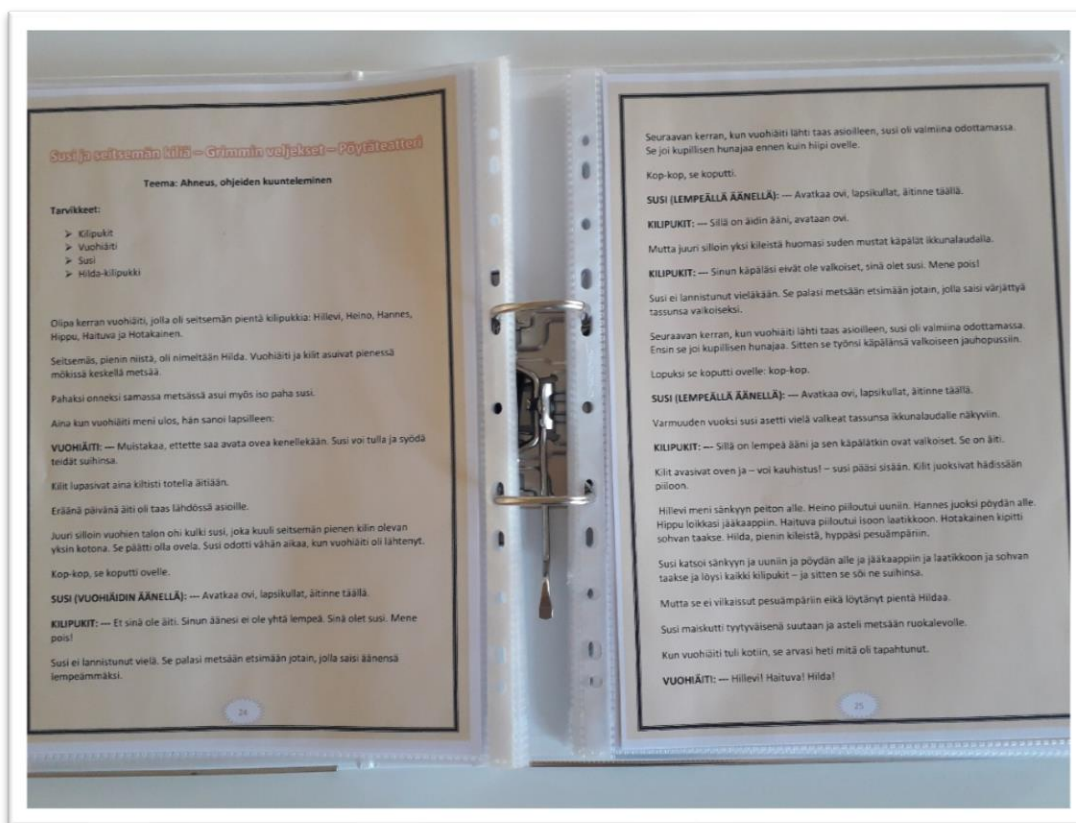 Susi ja seitsemän kiliä – Grimmin veljekset – Pöytäteatteri
Teema: Ahneus, ohjeiden kuunteleminen
Tarvikkeet:
➢ Kilipukit
➢ Vuohiäiti
➢ Susi
➢ Hilda-kilipukki
Olipa kerran vuohiäiti, jolla oli seitsemän pientä kilipukkia: Hillevi, Heino, Hannes,
Hippu, Haituva ja Hotakainen.
Seitsemäs, pienin niistä, oli nimeltään Hilda. Vuohiäiti ja kilit asuivat pienessä
mökissä keskellä metsää.
Pahaksi onneksi samassa metsässä asui myös iso paha susi.
Aina kun vuohiäiti meni ulos, hän sanoi lapsilleen:
VUOHIÄITI: — Muistakaa, ettette saa avata ovea kenellekään. Susi voi tulla ja syödä
teidät suihinsa.
Kilit lupasivat aina kiltisti totella äitiään.
Eräänä päivänä äiti oli taas lähdössä asioille.
Juuri silloin vuohien talon ohi kulki susi, joka kuuli seitsemän pienen kilin olevan
yksin kotona. Se päätti olla ovela. Susi odotti vähän aikaa, kun vuohiäiti oli lähtenyt.
Kop-kop, se koputti ovelle.
SUSI (VUOHIÄIDIN ÄÄNELLÄ): — Avatkaa ovi, lapsikullat, äitinne täällä.
KILIPUKIT: — Et sinä ole äiti. Sinun äänesi ei ole yhtä lempeä. Sinä olet susi. Mene
pois!
Susi ei lannistunut vielä. Se palasi metsään etsimään jotain, jolla saisi äänensä
lempeämmäksi.
24
Seuraavan kerran, kun vuohiäiti lähti taas asioilleen, susi oli valmiina odottamassa.
Se joi kupillisen hunajaa ennen kuin hiipi ovelle.
Kop-kop, se koputti.
SUSI (LEMPEÄLLÄ ÄÄNELLÄ): — Avatkaa ovi, lapsikullat, äitinne täällä.
KILIPUKIT: — Sillä on äidin ääni, avataan ovi.
Mutta juuri silloin yksi kileistä huomasi suden mustat käpälät ikkunalaudalla.
KILIPUKIT: — Sinun käpäläsi eivät ole valkoiset, sinä olet susi. Mene pois!
Susi ei lannistunut vieläkään. Se palasi metsään etsimään jotain, jolla saisi värjättyä
tassunsa valkoiseksi.
Seuraavan kerran, kun vuohiäiti lähti taas asioilleen, susi oli valmiina odottamassa.
Ensin se joi kupillisen hunajaa. Sitten se työnsi käpälänsä valkoiseen jauhopussiin.
Lopuksi se koputti ovelle: kop-kop.
SUSI (LEMPEÄLLÄ ÄÄNELLÄ): — Avatkaa ovi, lapsikullat, äitinne täällä.
Varmuuden vuoksi susi asetti vielä valkeat tassunsa ikkunalaudalle näkyviin.
KILIPUKIT: — Sillä on lempeä ääni ja sen käpälätkin ovat valkoiset. Se on äiti.
Kilit avasivat oven ja – voi kauhistus! – susi pääsi sisään. Kilit juoksivat hädissään
piiloon.
Hillevi meni sänkyyn peiton alle. Heino piiloutui uuniin. Hannes juoksi pöydän alle.
Hippu loikkasi jääkaappiin. Haituva piiloutui isoon laatikkoon. Hotakainen kipitti
sohvan taakse. Hilda, pienin kileistä, hyppäsi pesuämpäriin.
Susi katsoi sänkyyn ja uuniin ja pöydän alle ja jääkaappiin ja laatikkoon ja sohvan
taakse ja löysi kaikki kilipukit – ja sitten se söi ne suihinsa.
Mutta se ei vilkaissut pesuämpäriin eikä löytänyt pientä Hildaa.
Susi maiskutti tyytyväisenä suutaan ja asteli metsään ruokalevolle.
Kun vuohiäiti tuli kotiin, se arvasi heti mitä oli tapahtunut.
VUOHIÄITI: — Hillevi! Haituva! Hilda!
25